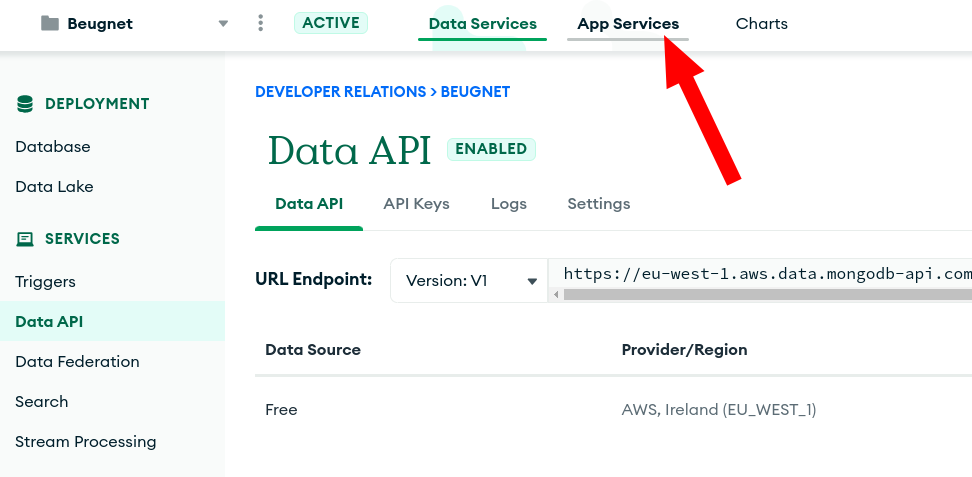 Beugnet
ACTIVE
Data Services
App Services
Charts
DEPLOYMENT
Database
Data Lake
SERVICES
Triggers
Data API
Data Federation
Search
Stream Processing
DEVELOPER RELATIONS > BEUGNET
Data API ENABLED
Data API API Keys Logs Settings
URL Endpoint: Version: V1 https://eu-west-1.aws.data.mongodb-api.com
Data Source Provider/Region
Free AWS, Ireland (EU_WEST_1)